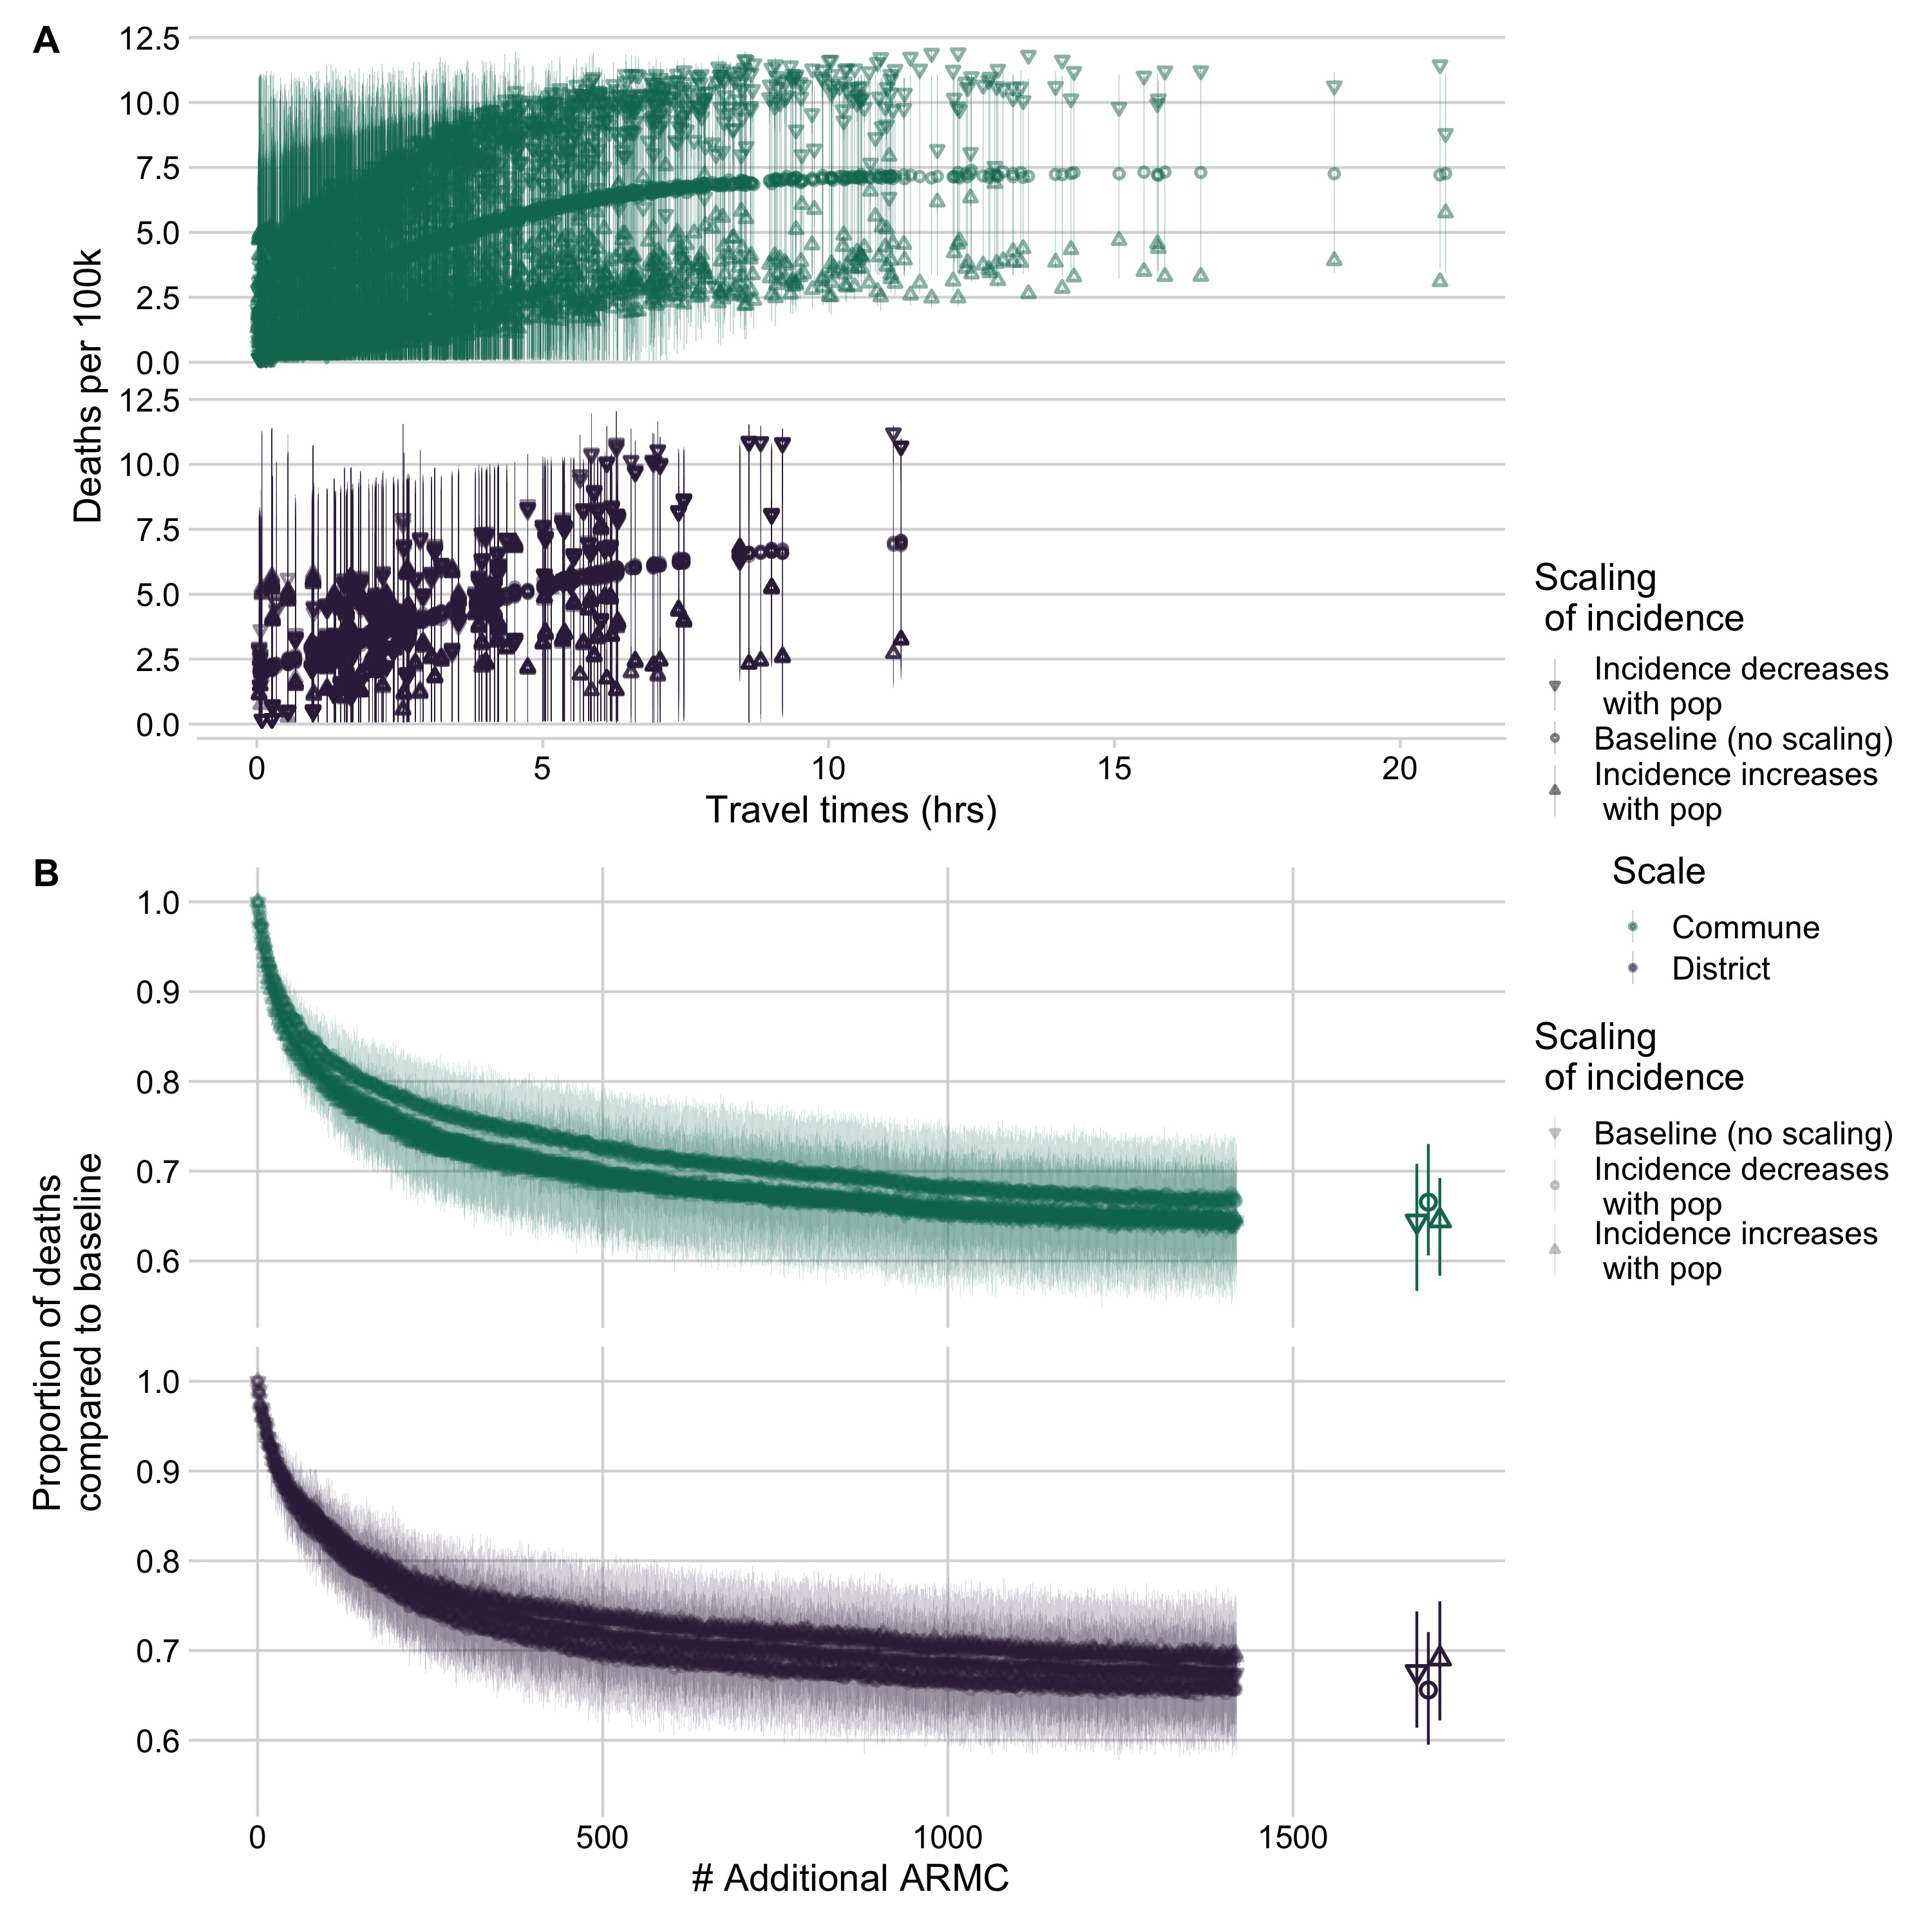 A
Deaths per 100k
12.5
10.0
7.5
5.0
2.5
0.0
12.5
10.0
7.5
5.0
2.5
0.0
0
5
10
15
20
Travel times (hrs)
Scaling
of incidence
Incidence decreases
with pop
Baseline (no scaling)
Incidence increases
with pop
Scale
Commune
District
Scaling
of incidence
Baseline (no scaling)
Incidence decreases
with pop
Incidence increases
with pop
B
Proportion of deaths
compared to baseline
1.0
0.9
0.8
0.7
0.6
1.0
0.9
0.8
0.7
0.6
0
500
1000
1500
# Additional ARMC